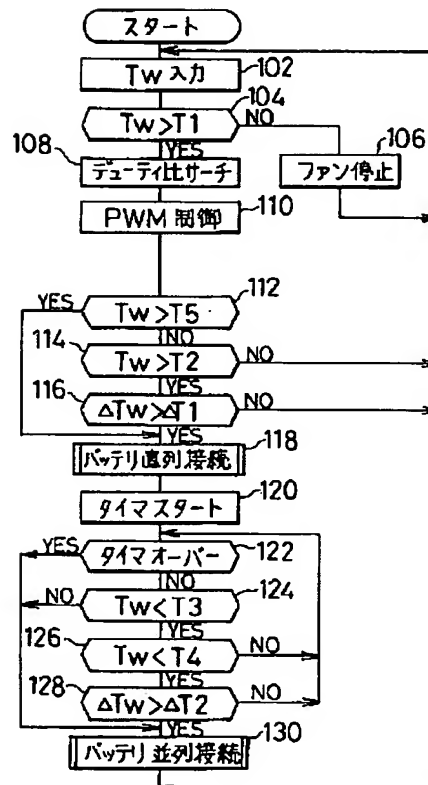 スタート
TW 入力
102
104
TW>T1
NO
YES
106
108
デューティ比サーチ
ファン停止
PWM 制御
110
112
YES
TW>T5
NO
114
TW>T2
NO
YES
116
ΔTW>ΔT1
NO
YES
118
バッテリ直列接続
120
タイマスタート
YES
タイマオーバー
122
NO
124
NO
TW<T3
YES
126
TW<T4
NO
YES
128
ΔTW>ΔT2
NO
YES
130
バッテリ並列接続